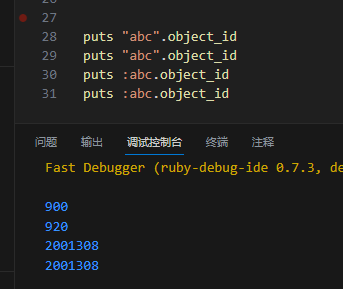 27
28 puts "abc".object_id
29 puts "abc".object_id
30 puts :abc.object_id
31 puts :abc.object_id
问题 输出 调试控制台 终端 注释
Fast Debugger (ruby-debug-ide 0.7.3, de
900
920
2001308
2001308